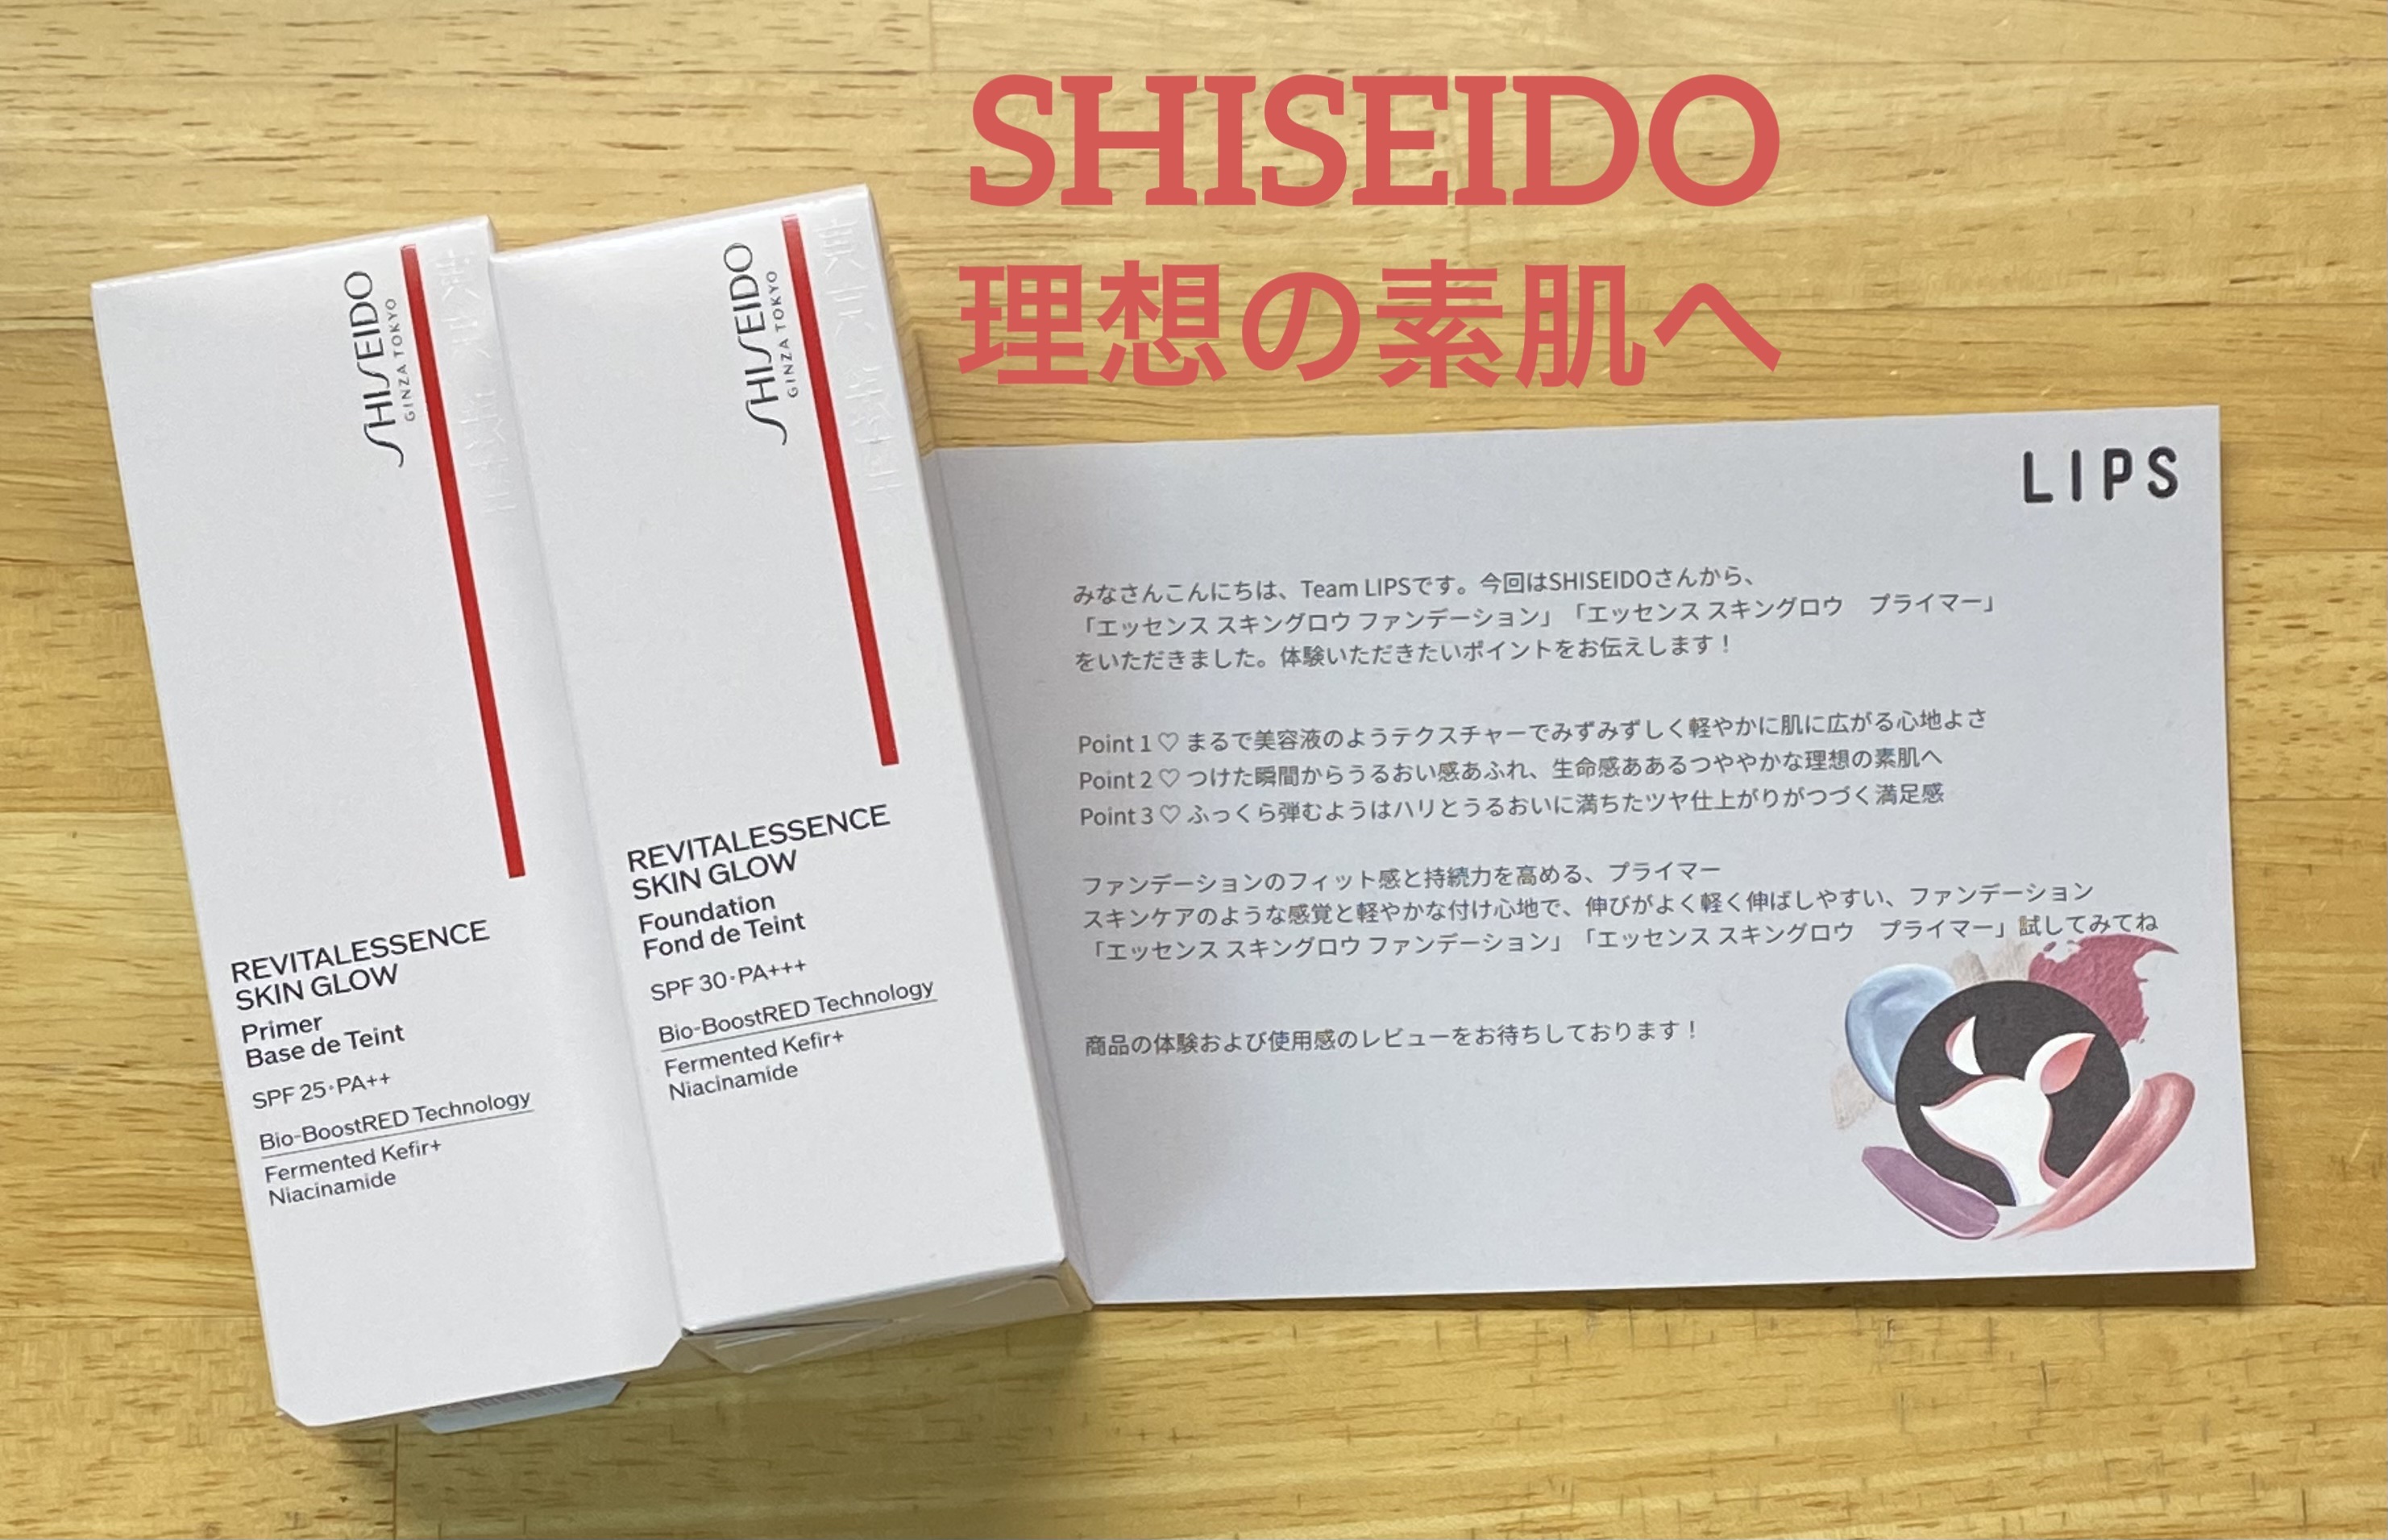 SHISEIDO
理想の素肌へ
SHISEIDO
GINZA TOKYO
REVITALESSENCE
SKIN GLOW
Primer
Base de Teint
SPF 25・PA++
Bio-BoostRED Technology
Fermented Kefir+
Niacinamide
SHISEIDO
GINZA TOKYO
REVITALESSENCE
SKIN GLOW
Foundation
Fond de Teint
SPF 30・PA+++
Bio-BoostRED Technology
Fermented Kefir+
Niacinamide
LIPS
みなさんこんにちは、Team LIPSです。今回はSHISEIDOさんから、
「エッセンス スキングロウ ファンデーション」「エッセンス スキングロウ　プライマー」
をいただきました。体験いただきたいポイントをお伝えします！
Point 1 ♡ まるで美容液のようテクスチャーでみずみずしく軽やかに肌に広がる心地よさ
Point 2 ♡ つけた瞬間からうるおい感あふれ、生命感ああるつややかな理想の素肌へ
Point 3 ♡ ふっくら弾むようはハリとうるおいに満ちたツヤ仕上がりがつづく満足感
ファンデーションのフィット感と持続力を高める、プライマー
スキンケアのような感覚と軽やかな付け心地で、伸びがよく軽く伸ばしやすい、ファンデーション
「エッセンス スキングロウ ファンデーション」「エッセンス スキングロウ　プライマー」試してみてね
商品の体験および使用感のレビューをお待ちしております！